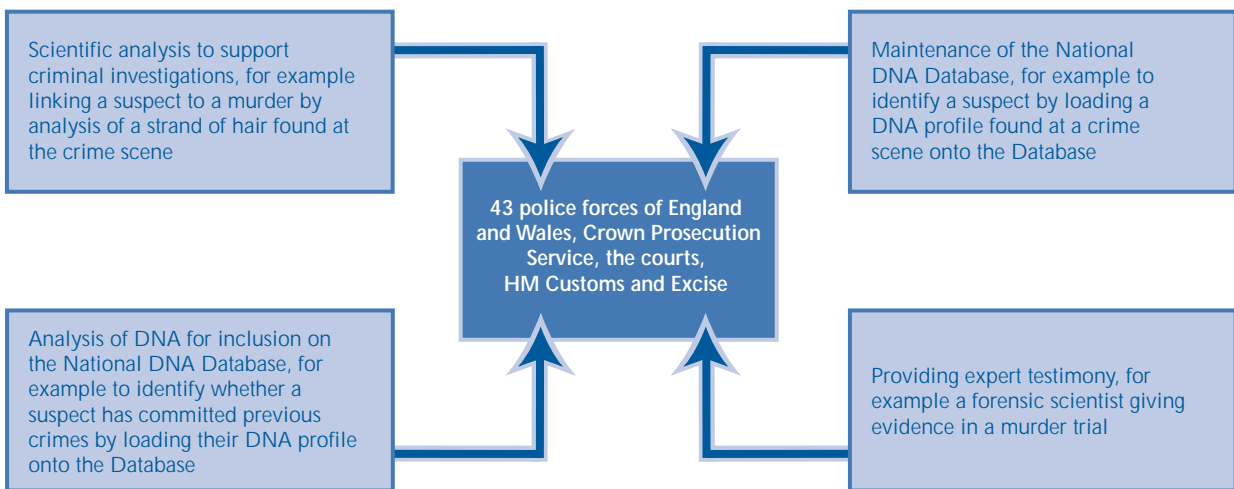 Scientific analysis to support
criminal investigations, for example
linking a suspect to a murder by
analysis of a strand of hair found at
the crime scene
Maintenance of the National
DNA Database, for example to
identify a suspect by loading a
DNA profile found at a crime
scene onto the Database
43 police forces of England
and Wales, Crown Prosecution
Service, the courts,
HM Customs and Excise
Analysis of DNA for inclusion on
the National DNA Database, for
example to identify whether a
suspect has committed previous
crimes by loading their DNA profile
onto the Database
Providing expert testimony, for
example a forensic scientist giving
evidence in a murder trial